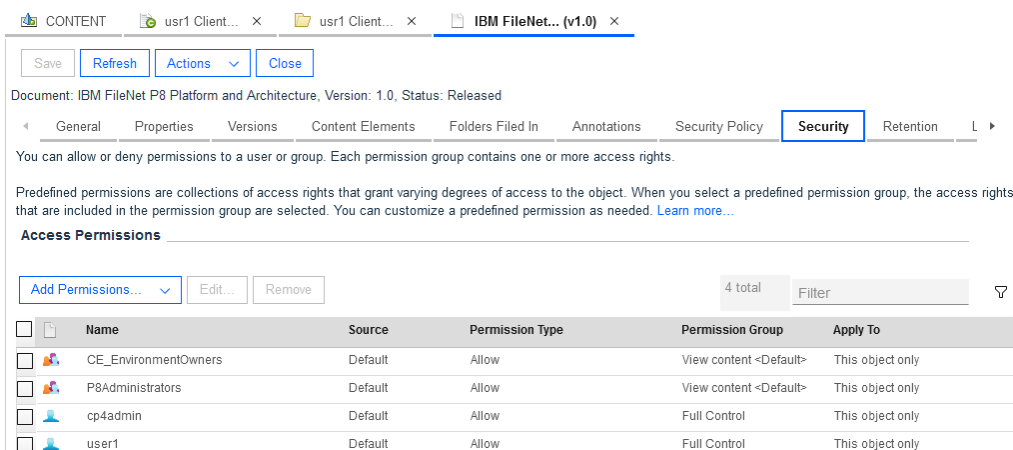 CONTENT usr1 Client... × usr1 Client... × IBM FileNet... (v1.0) ×
Save Refresh Actions Close
Document: IBM FileNet P8 Platform and Architecture, Version: 1.0, Status: Released
General Properties Versions Content Elements Folders Filed In Annotations Security Policy Security Retention L
You can allow or deny permissions to a user or group. Each permission group contains one or more access rights.
Predefined permissions are collections of access rights that grant varying degrees of access to the object. When you select a predefined permission group, the access rights
that are included in the permission group are selected. You can customize a predefined permission as needed. Learn more...
Access Permissions
Add Permissions... Edit... Remove 4 total Filter
Name Source Permission Type Permission Group Apply To
CE_EnvironmentOwners Default Allow View content <Default> This object only
P8Administrators Default Allow View content <Default> This object only
cp4admin Default Allow Full Control This object only
user1 Default Allow Full Control This object only